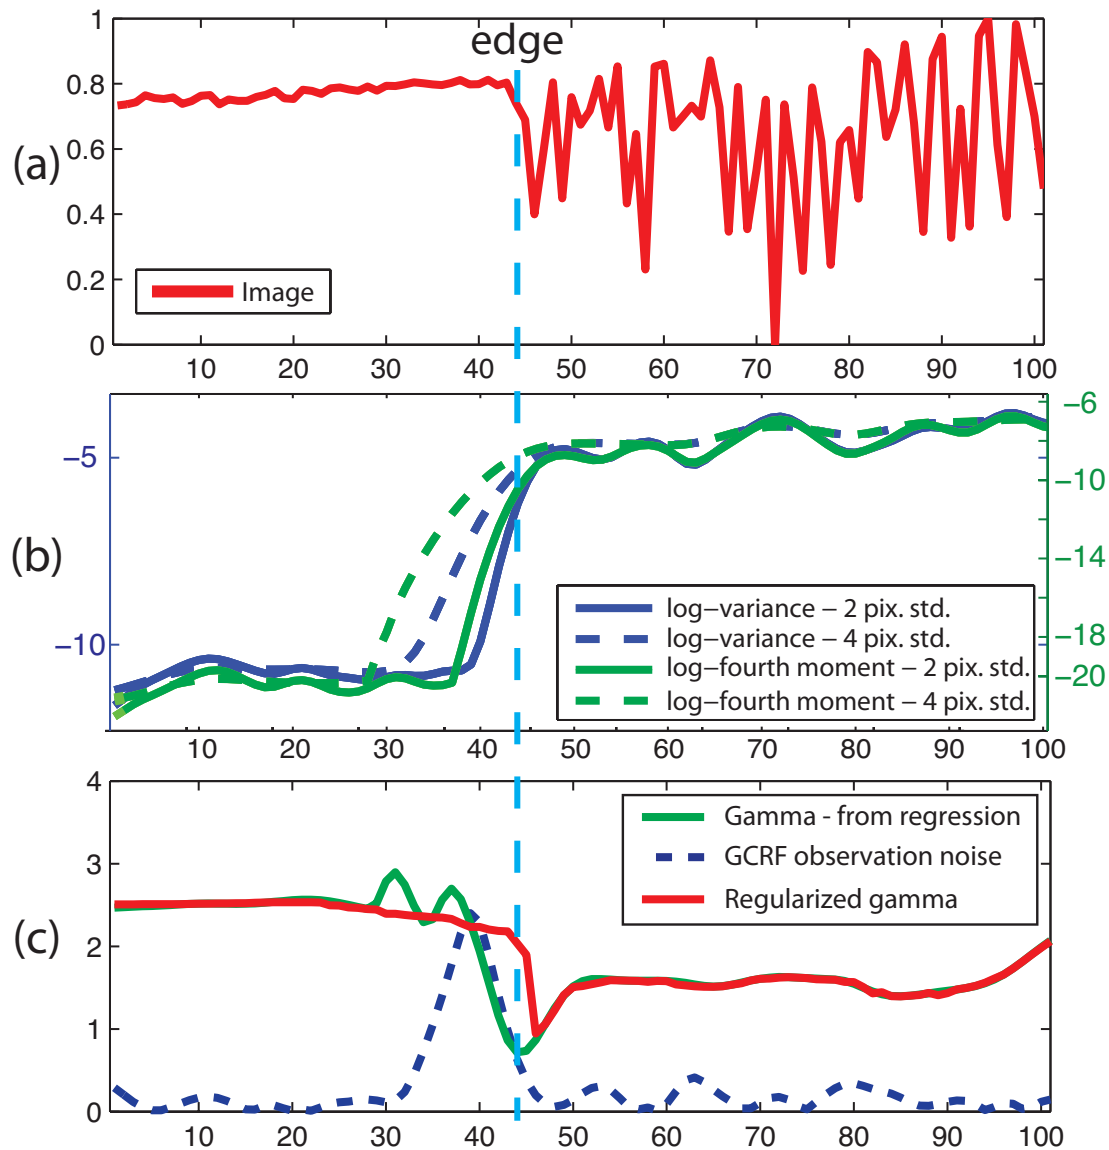 edge
(a)
1
0.8
0.6
0.4
0.2
0
Image
10 20 30 40 50 60 70 80 90 100
(b)
−5
−10
−6
−10
−14
−18
−20
log−variance − 2 pix. std.
log−variance − 4 pix. std.
log−fourth moment − 2 pix. std.
log−fourth moment − 4 pix. std.
10 20 30 40 50 60 70 80 90 100
(c)
4
3
2
1
0
Gamma - from regression
GCRF observation noise
Regularized gamma
10 20 30 40 50 60 70 80 90 100